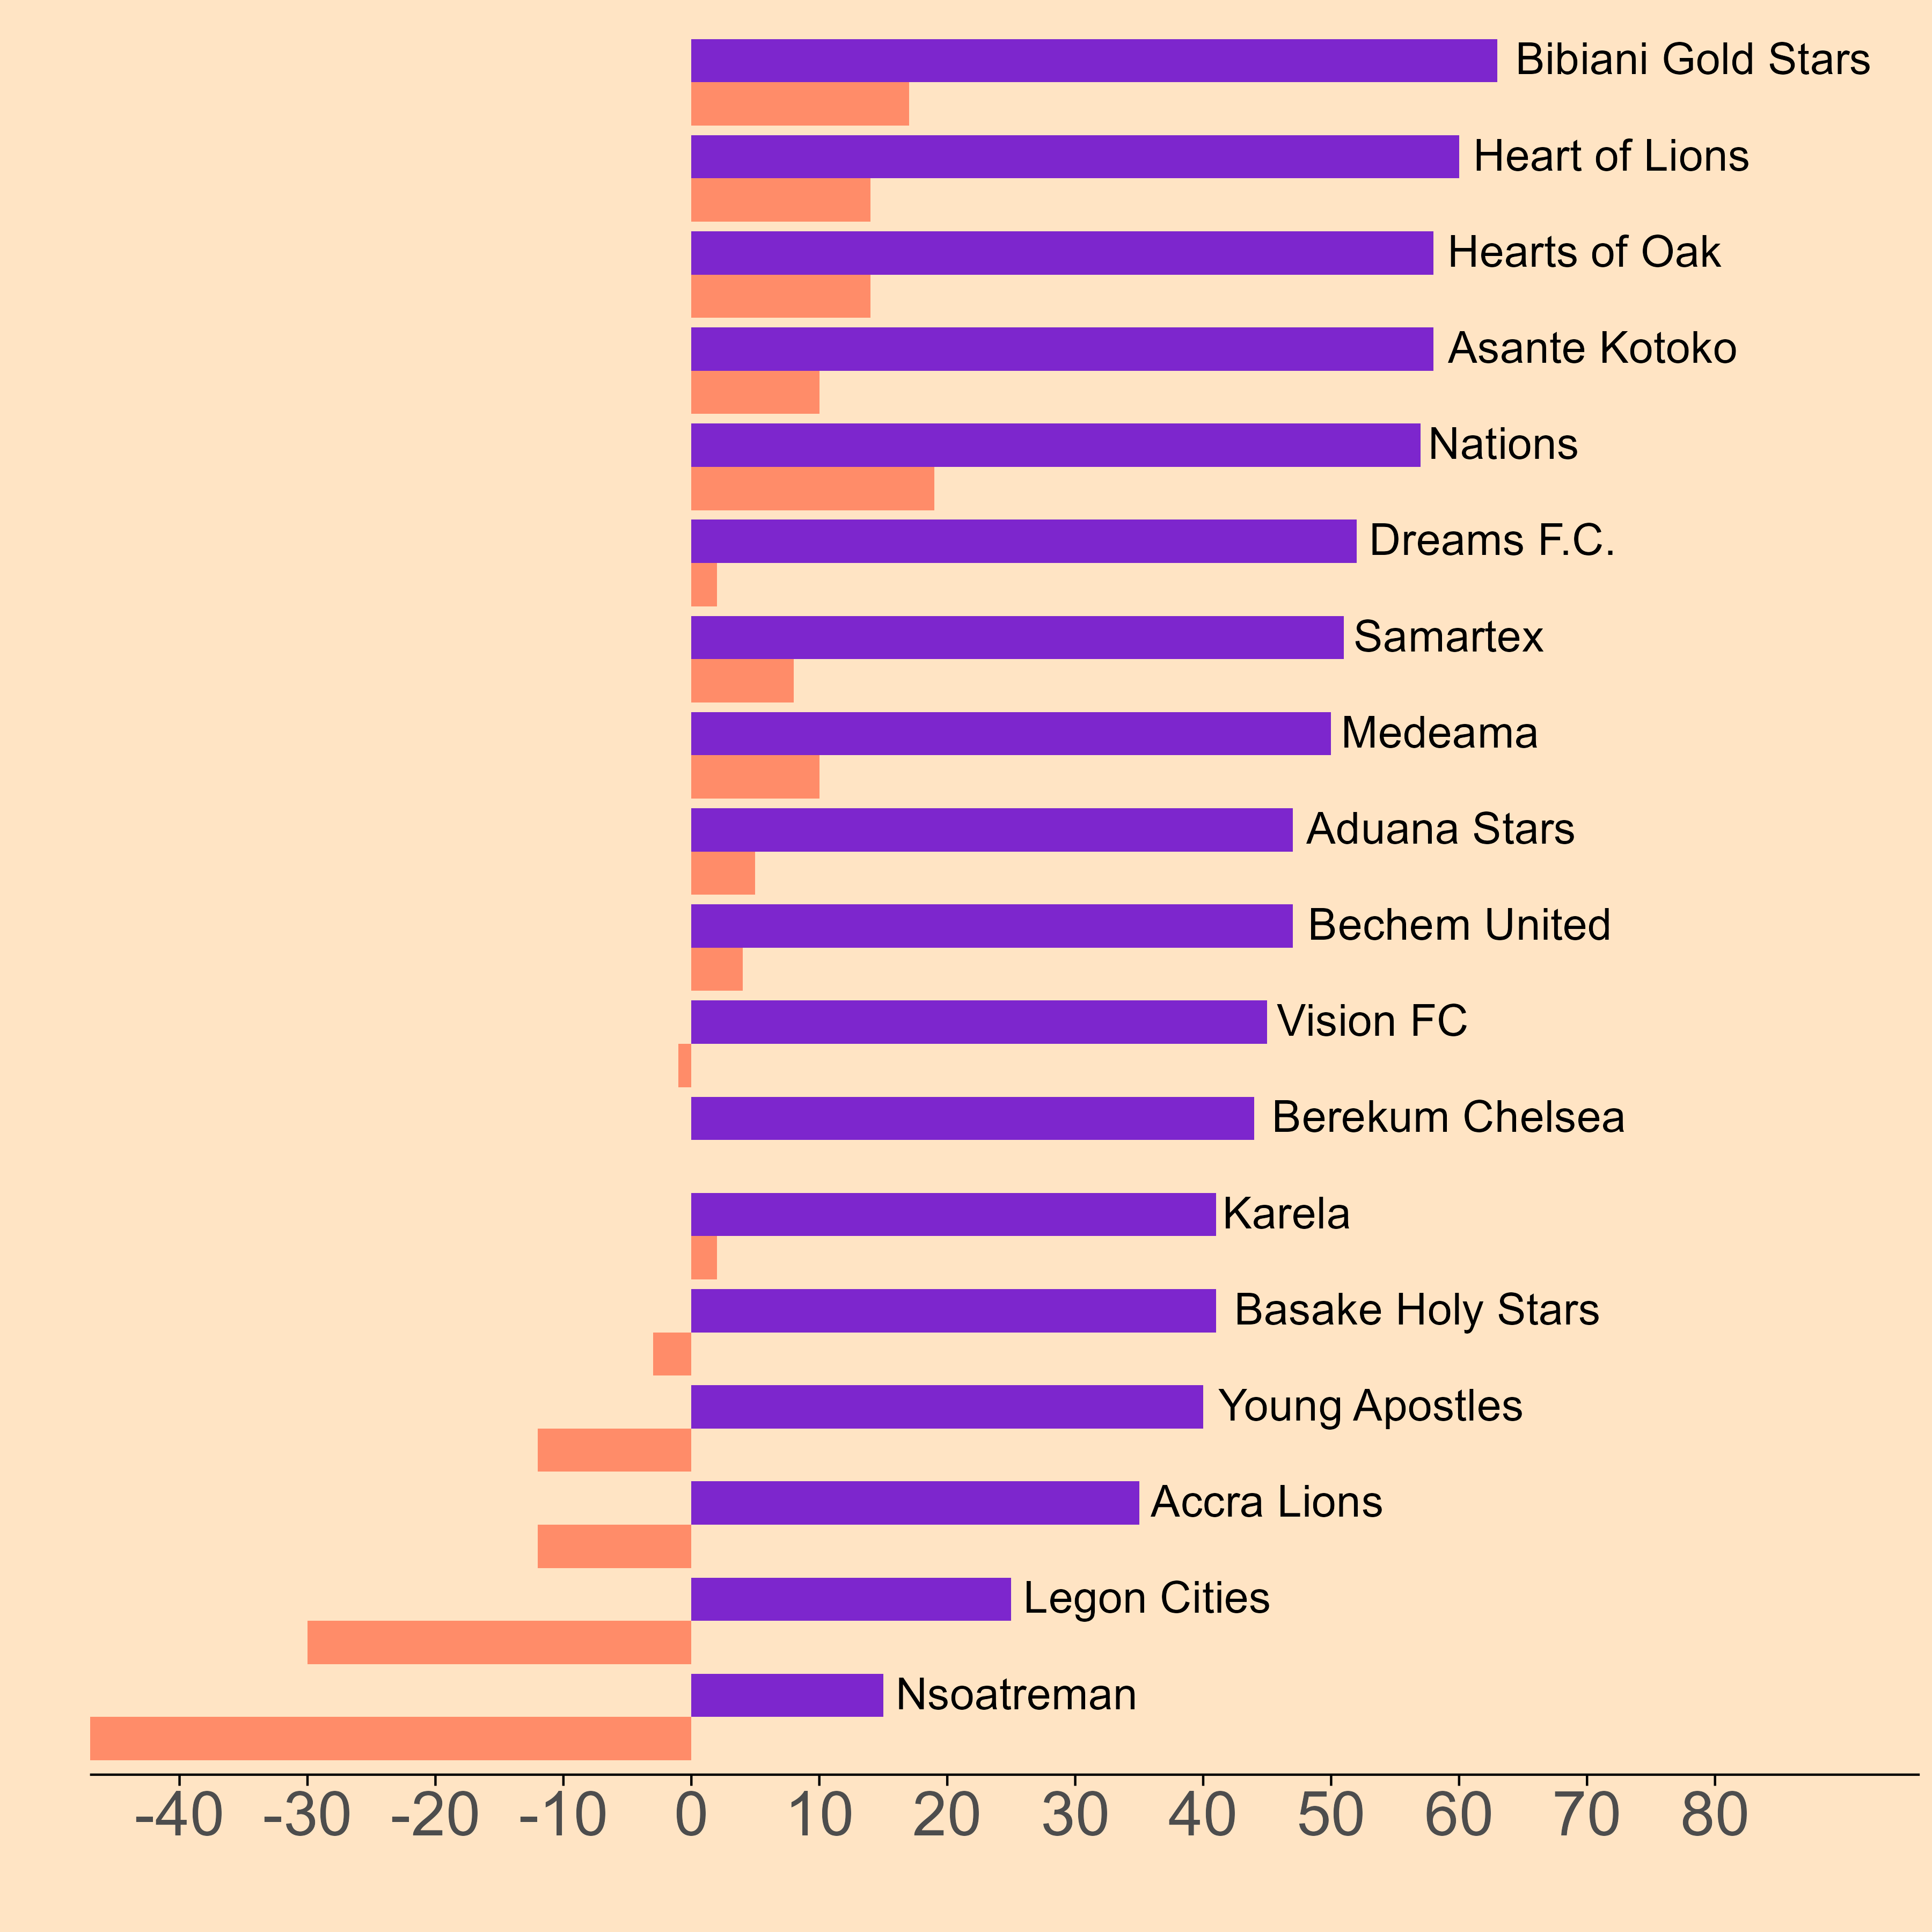 Bibiani Gold Stars
Heart of Lions
Hearts of Oak
Asante Kotoko
Nations
Dreams F.C.
Samartex
Medeama
Aduana Stars
Bechem United
Vision FC
Berekum Chelsea
Karela
Basake Holy Stars
Young Apostles
Accra Lions
Legon Cities
Nsoatreman
-40 -30 -20 -10 0 10 20 30 40 50 60 70 80